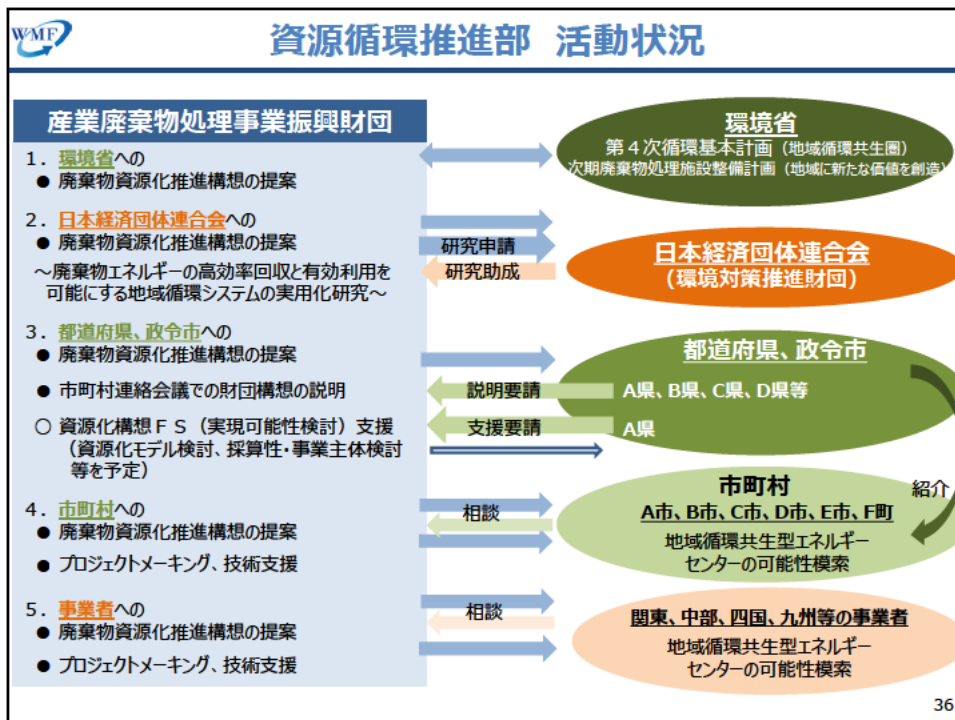 WMF
資源循環推進部 活動状況
産業廃棄物処理事業振興財団
1．環境省への
● 廃棄物資源化推進構想の提案
2．日本経済団体連合会への
● 廃棄物資源化推進構想の提案
～廃棄物エネルギーの高効率回収と有効利用を
可能にする地域循環システムの実用化研究～
3．都道府県、政令市への
● 廃棄物資源化推進構想の提案
● 市町村連絡会議での財団構想の説明
○ 資源化構想ＦＳ（実現可能性検討）支援
（資源化モデル検討、採算性・事業主体検討
等を予定）
4．市町村への
● 廃棄物資源化推進構想の提案
● プロジェクトメーキング、技術支援
5．事業者への
● 廃棄物資源化推進構想の提案
● プロジェクトメーキング、技術支援
研究申請
研究助成
説明要請
支援要請
相談
相談
環境省
第４次循環基本計画（地域循環共生圏）
次期廃棄物処理施設整備計画（地域に新たな価値を創造）
日本経済団体連合会
（環境対策推進財団）
都道府県、政令市
A県、B県、C県、D県等
A県
紹介
市町村
A市、B市、C市、D市、E市、F町
地域循環共生型エネルギー
センターの可能性模索
関東、中部、四国、九州等の事業者
地域循環共生型エネルギー
センターの可能性模索
36